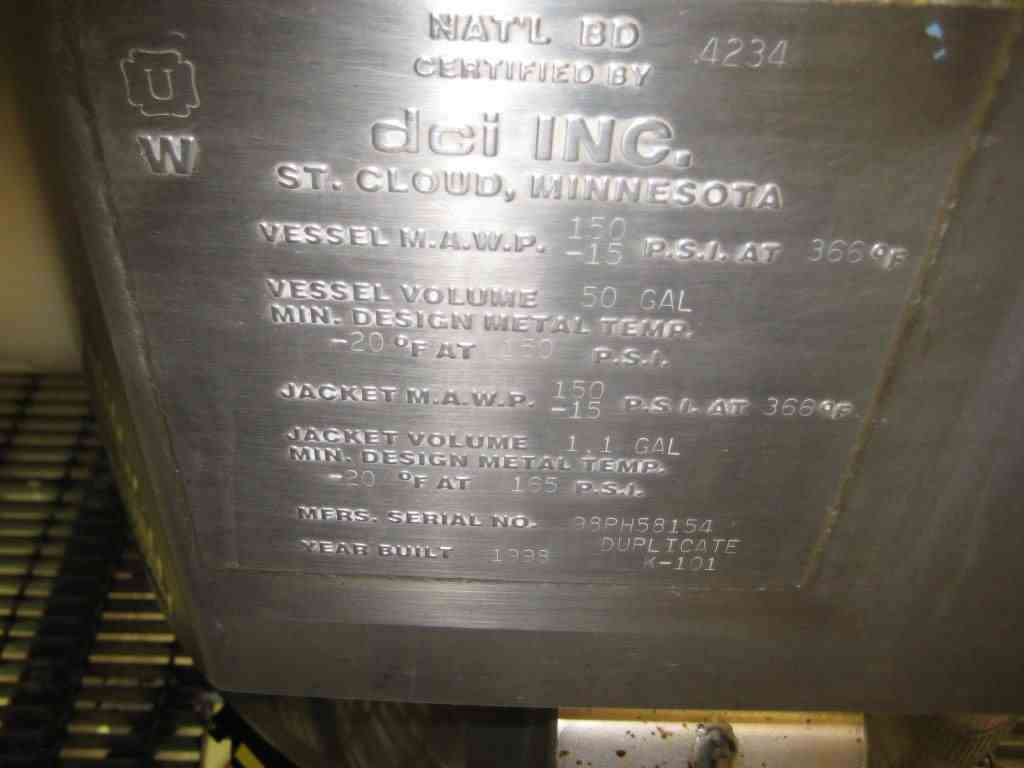 NAT'L BD 4234
CERTIFIED BY
U
W
dci INC.
ST. CLOUD, MINNESOTA
VESSEL M.A.W.P. 150 -15 P.S.I. AT 366 °F
VESSEL VOLUME 50 GAL
MIN. DESIGN METAL TEMP.
-20 °F AT 150 P.S.I.
JACKET M.A.W.P. 150 -15 P.S.I. AT 366 °F.
JACKET VOLUME 1.1 GAL
MIN. DESIGN METAL TEMP.
-20 °F AT 165 P.S.I.
MFRS. SERIAL NO. 98PH58154
DUPLICATE
YEAR BUILT 1998 K-101